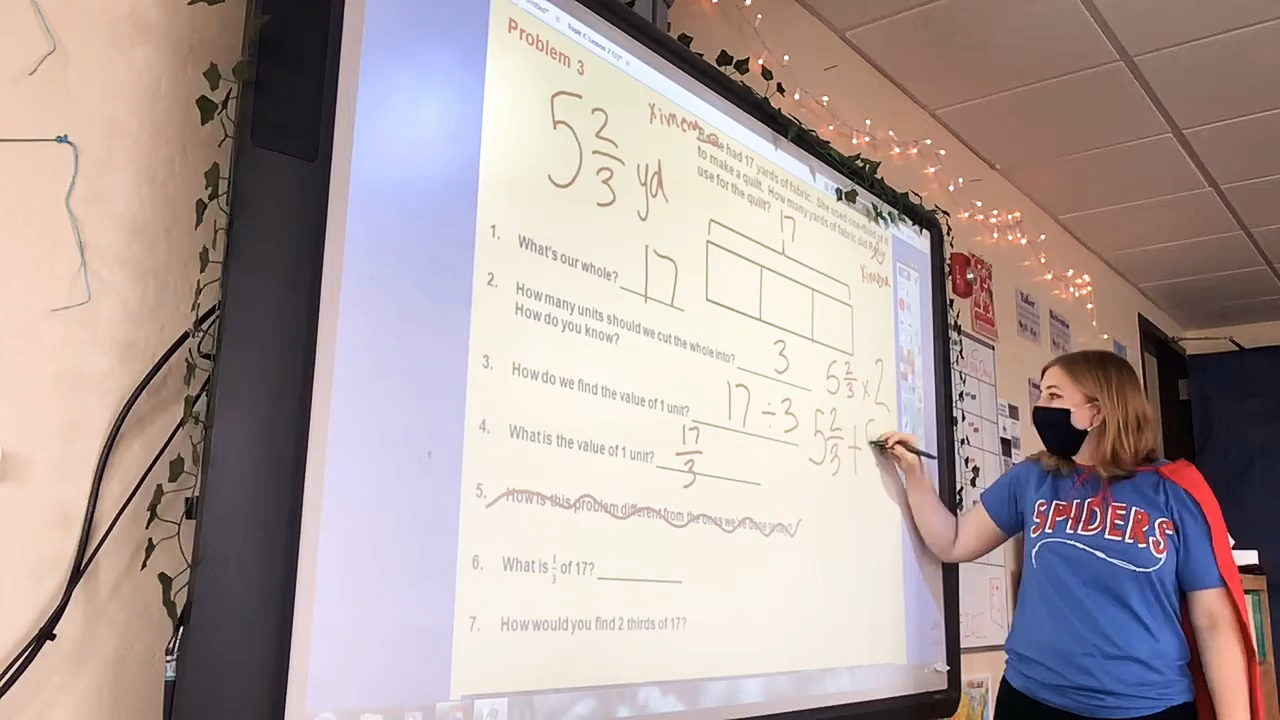 Topic C Lesson 7
Problem 3
5 2/3 yd
Ximena
had 17 yards of fabric. She used one-third of it
to make a quilt. How many yards of fabric did
use for the quilt?
Ximena
17
1. What's our whole? 17
2. How many units should we cut the whole into? 3
How do you know?
3. How do we find the value of 1 unit? 17 ÷ 3
4. What is the value of 1 unit? 17/3
5 2/3 x 2
5 2/3 + 5
5. How is this problem different from the ones we've done
6. What is 1/3 of 17?
7. How would you find 2 thirds of 17?
SPIDERS